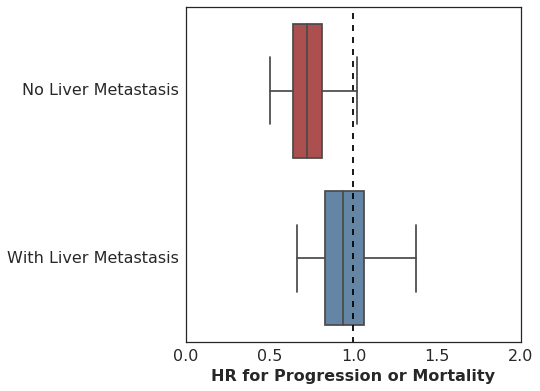 No Liver Metastasis
With Liver Metastasis
0.0 0.5 1.0 1.5 2.0
HR for Progression or Mortality